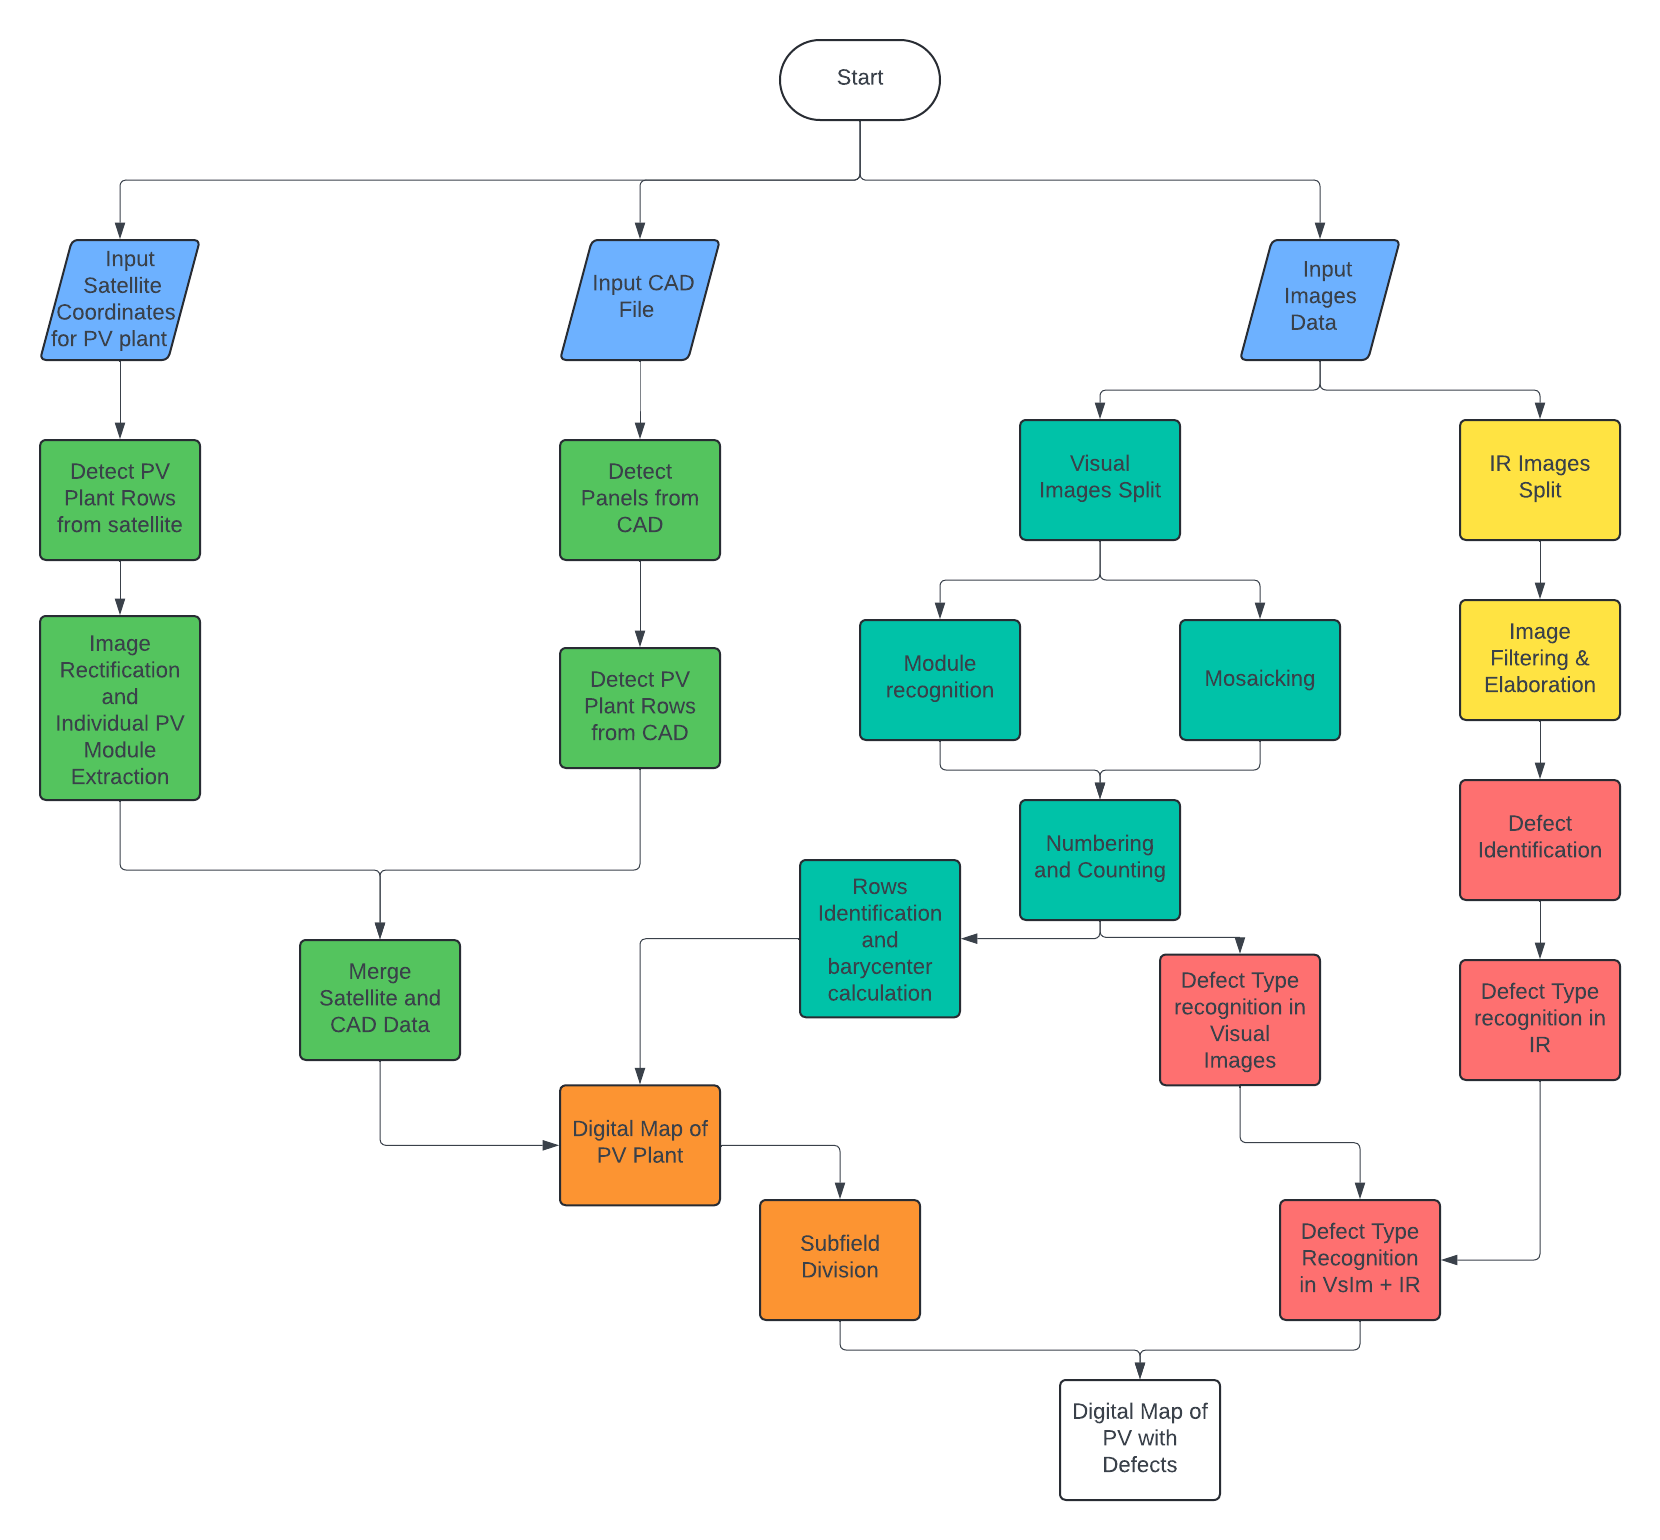 Start
Input
Satellite
Coordinates
for PV plant
Input CAD
File
Input
Images
Data
Detect PV
Plant Rows
from satellite
Detect
Panels from
CAD
Visual
Images Split
IR Images
Split
Image
Rectification
and
Individual PV
Module
Extraction
Detect PV
Plant Rows
from CAD
Module
recognition
Mosaicking
Image
Filtering &
Elaboration
Numbering
and Counting
Defect
Identification
Rows
Identification
and
barycenter
calculation
Merge
Satellite and
CAD Data
Defect Type
recognition in
Visual
Images
Defect Type
recognition in
IR
Digital Map of
PV Plant
Subfield
Division
Defect Type
Recognition
in VsIm + IR
Digital Map of
PV with
Defects